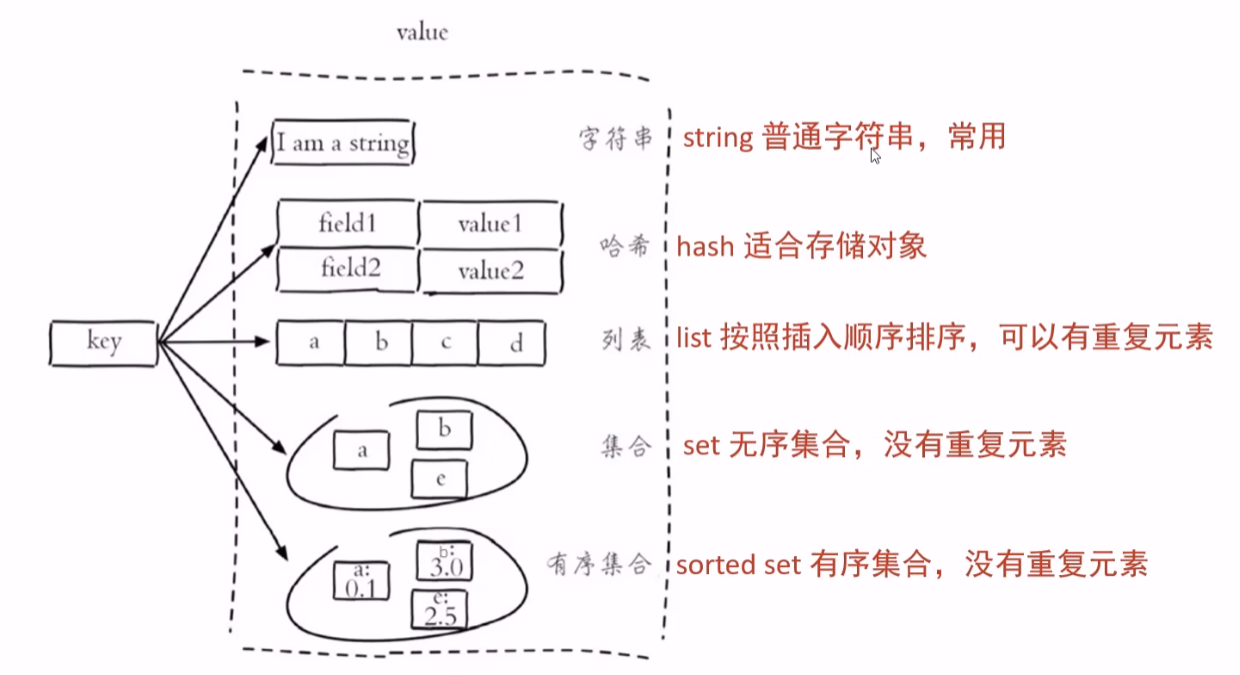 value
I am a string
字符串
string 普通字符串，常用
field1
value1
field2
value2
哈希
hash 适合存储对象
key
a
b
c
d
列表
list 按照插入顺序排序，可以有重复元素
a
b
e
集合
set 无序集合，没有重复元素
a:
0.1
b:
3.0
e:
2.5
有序集合
sorted set 有序集合，没有重复元素